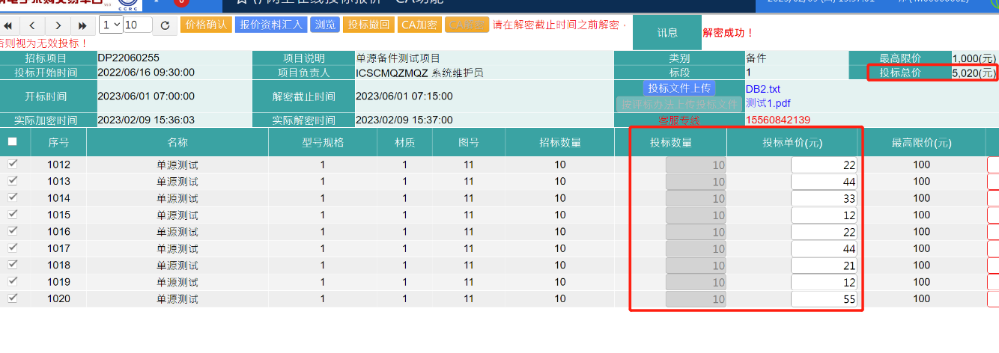 CCRC
1 10 价格确认 报价资料汇入 浏览 投标撤回 CA加密 CA解密 请在解密截止时间之前解密，
否则视为无效投标！
讯息 解密成功！
招标项目 DP22060255 项目说明 单源备件测试项目 类别 备件 最高限价 1,000(元)
投标开始时间 2022/06/16 09:30:00 项目负责人 ICSCMQZMQZ 系统维护员 标段 1 投标总价 5,020(元)
开标时间 2023/06/01 07:00:00 解密截止时间 2023/06/01 07:15:00 投标文件上传 DB2.txt
按评标办法上传投标文件 测试1.pdf
实际加密时间 2023/02/09 15:36:03 实际解密时间 2023/02/09 15:37:00 客服专线 15560842139
序号 名称 型号规格 材质 图号 招标数量 投标数量 投标单价(元) 最高限价(元)
1012 单源测试 1 1 11 10 10 22 100
1013 单源测试 1 1 11 10 10 44 100
1014 单源测试 1 1 11 10 10 33 100
1015 单源测试 1 1 11 10 10 12 100
1016 单源测试 1 1 11 10 10 22 100
1017 单源测试 1 1 11 10 10 44 100
1018 单源测试 1 1 11 10 10 21 100
1019 单源测试 1 1 11 10 10 12 100
1020 单源测试 1 1 11 10 10 55 100